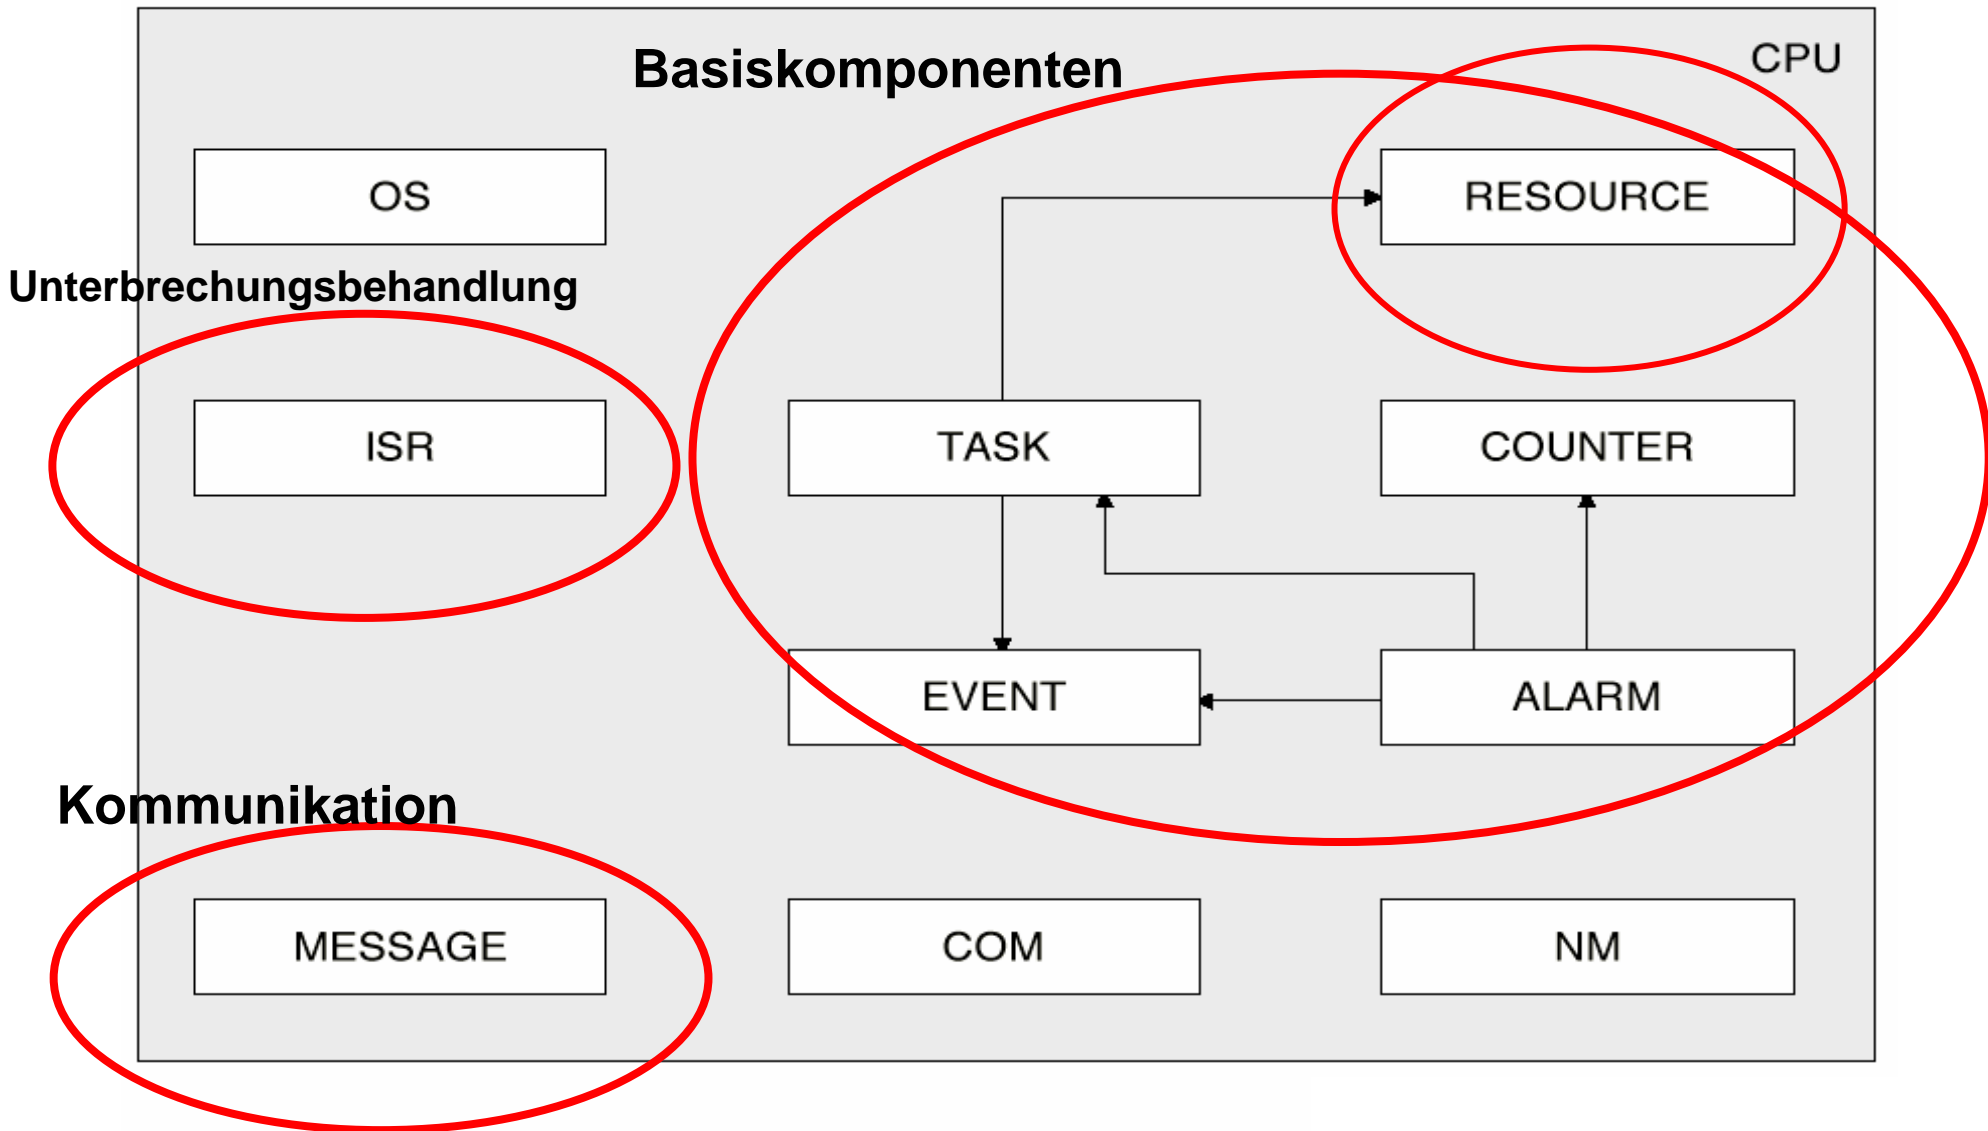 Basiskomponenten
CPU
OS
RESOURCE
Unterbrechungsbehandlung
ISR
TASK
COUNTER
EVENT
ALARM
Kommunikation
MESSAGE
COM
NM